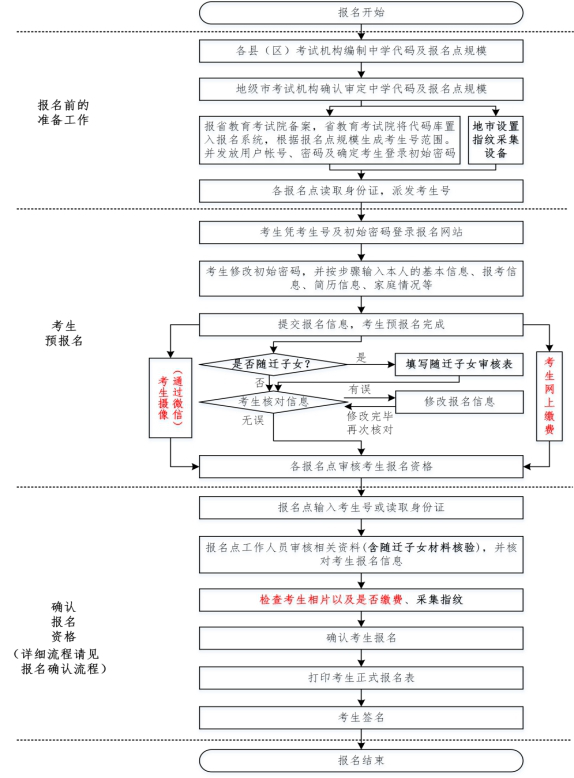 报名开始
各县（区）考试机构编制中学代码及报名点规模
地级市考试机构确认审定中学代码及报名点规模
报名前的
准备工作
报省教育考试院备案，省教育考试院将代码库置
入报名系统，根据报名点规模生成考生号范围。
并发放用户帐号、密码及确定考生登录初始密码
地市设置
指纹采集
设备
各报名点读取身份证，派发考生号
考生凭考生号及初始密码登录报名网站
考生修改初始密码，并按步骤输入本人的基本信息、报考信
息、简历信息、家庭情况等
考生
预报名
提交报名信息，考生预报名完成
是否随迁子女？
是
填写随迁子女审核表
否
考生核对信息
有误
修改报名信息
修改完毕
再次核对
无误
（通过微信）
考生摄像
考生网上缴费
各报名点审核考生报名资格
报名点输入考生号或读取身份证
报名点工作人员审核相关资料(含随迁子女材料核验)，并核
对考生报名信息
检查考生相片以及是否缴费、采集指纹
确认
报名
资格
（详细流程请见
报名确认流程）
确认考生报名
打印考生正式报名表
考生签名
报名结束